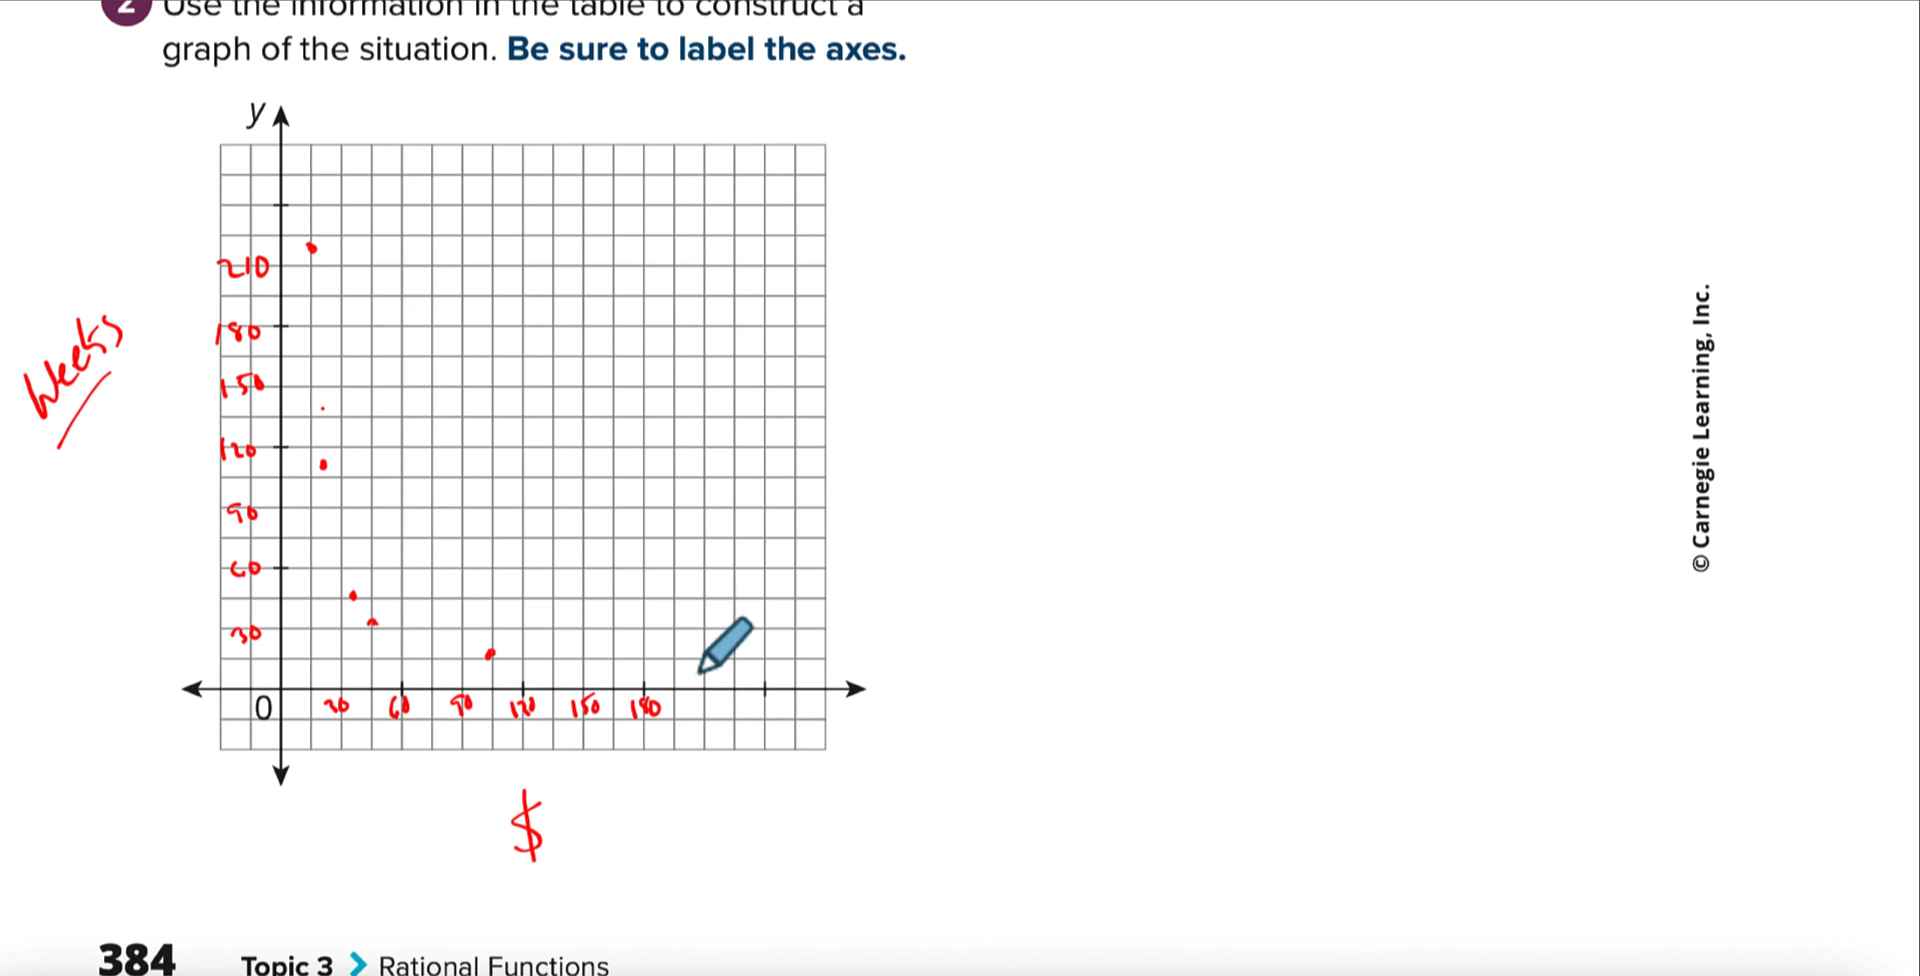 2 Use the information in the table to construct a
graph of the situation. Be sure to label the axes.
y
210
180
150
120
90
60
30
Weeks
0 30 60 90 120 150 180
$
© Carnegie Learning, Inc.
384 Topic 3 > Rational Functions